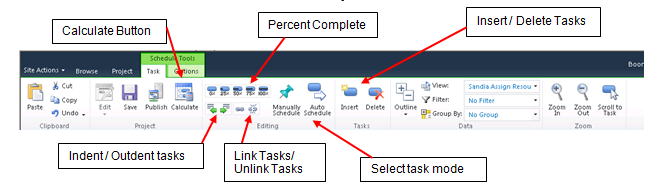 Calculate Button
Percent Complete
Insert / Delete Tasks
Schedule Tools
Site Actions Browse Project Task Options
Boon
Paste
Cut
Copy
Undo
Clipboard
Edit
Save
Publish
Calculate
Project
0% 25% 50% 75% 100%
Manually Schedule
Auto Schedule
Editing
Insert
Delete
Tasks
Outline
View: Sandia Assign Resou
Filter: No Filter
Group By: No Group
Data
Zoom In
Zoom Out
Scroll to Task
Zoom
Indent / Outdent tasks
Link Tasks/
Unlink Tasks
Select task mode